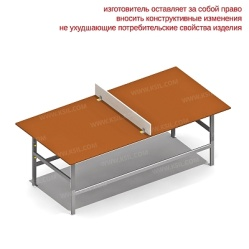 изготовитель оставляет за собой право
вносить конструктивные изменения
не ухудшающие потребительские свойства изделия